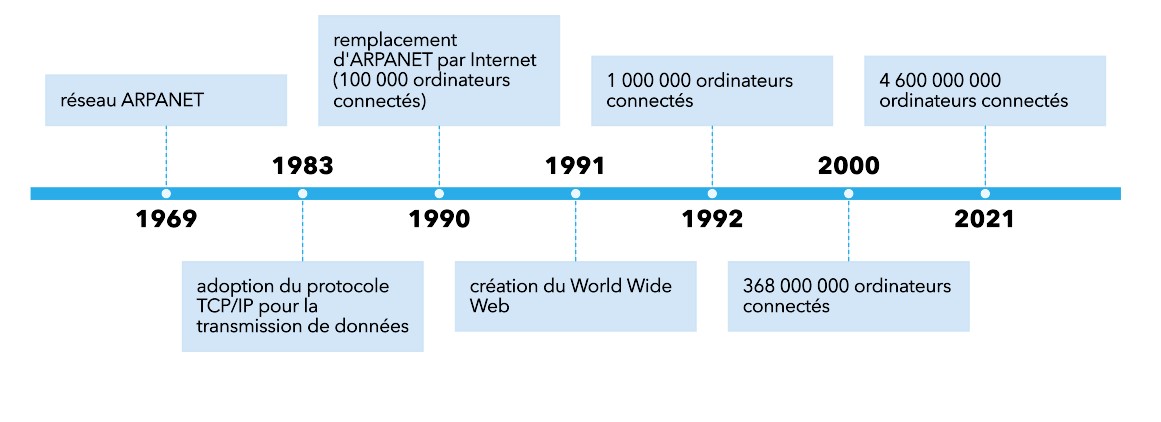 réseau ARPANET
1969
1983
adoption du protocole
TCP/IP pour la
transmission de données
remplacement
d'ARPANET par Internet
(100 000 ordinateurs
connectés)
1990
1991
création du World Wide
Web
1 000 000 ordinateurs
connectés
1992
2000
368 000 000 ordinateurs
connectés
4 600 000 000
ordinateurs connectés
2021